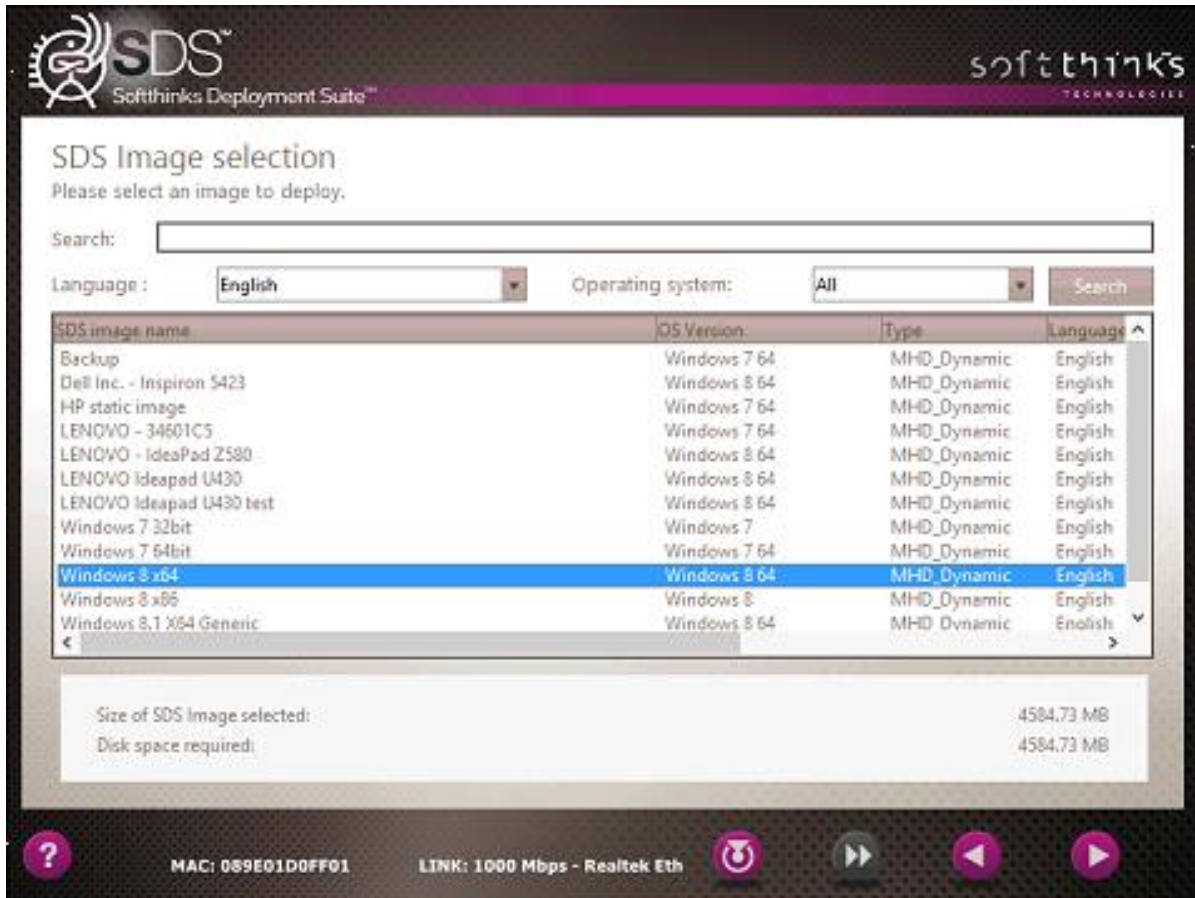 SDS™
Softthinks Deployment Suite™
softthinks
TECHNOLOGIES
SDS Image selection
Please select an image to deploy.
Search:
Language : English Operating system: All Search
SDS image name OS Version Type Language
Backup Windows 7 64 MHD_Dynamic English
Dell Inc. - Inspiron 5423 Windows 8 64 MHD_Dynamic English
HP static image Windows 7 64 MHD_Dynamic English
LENOVO - 34601C5 Windows 7 64 MHD_Dynamic English
LENOVO - IdeaPad Z580 Windows 8 64 MHD_Dynamic English
LENOVO Ideapad U430 Windows 8 64 MHD_Dynamic English
LENOVO Ideapad U430 test Windows 8 64 MHD_Dynamic English
Windows 7 32bit Windows 7 MHD_Dynamic English
Windows 7 64bit Windows 7 64 MHD_Dynamic English
Windows 8 x64 Windows 8 64 MHD_Dynamic English
Windows 8 x86 Windows 8 MHD_Dynamic English
Windows 8.1 X64 Generic Windows 8 64 MHD_Dynamic English
Size of SDS Image selected: 4584.73 MB
Disk space required: 4584.73 MB
? MAC: 089E01D0FF01 LINK: 1000 Mbps - Realtek Eth